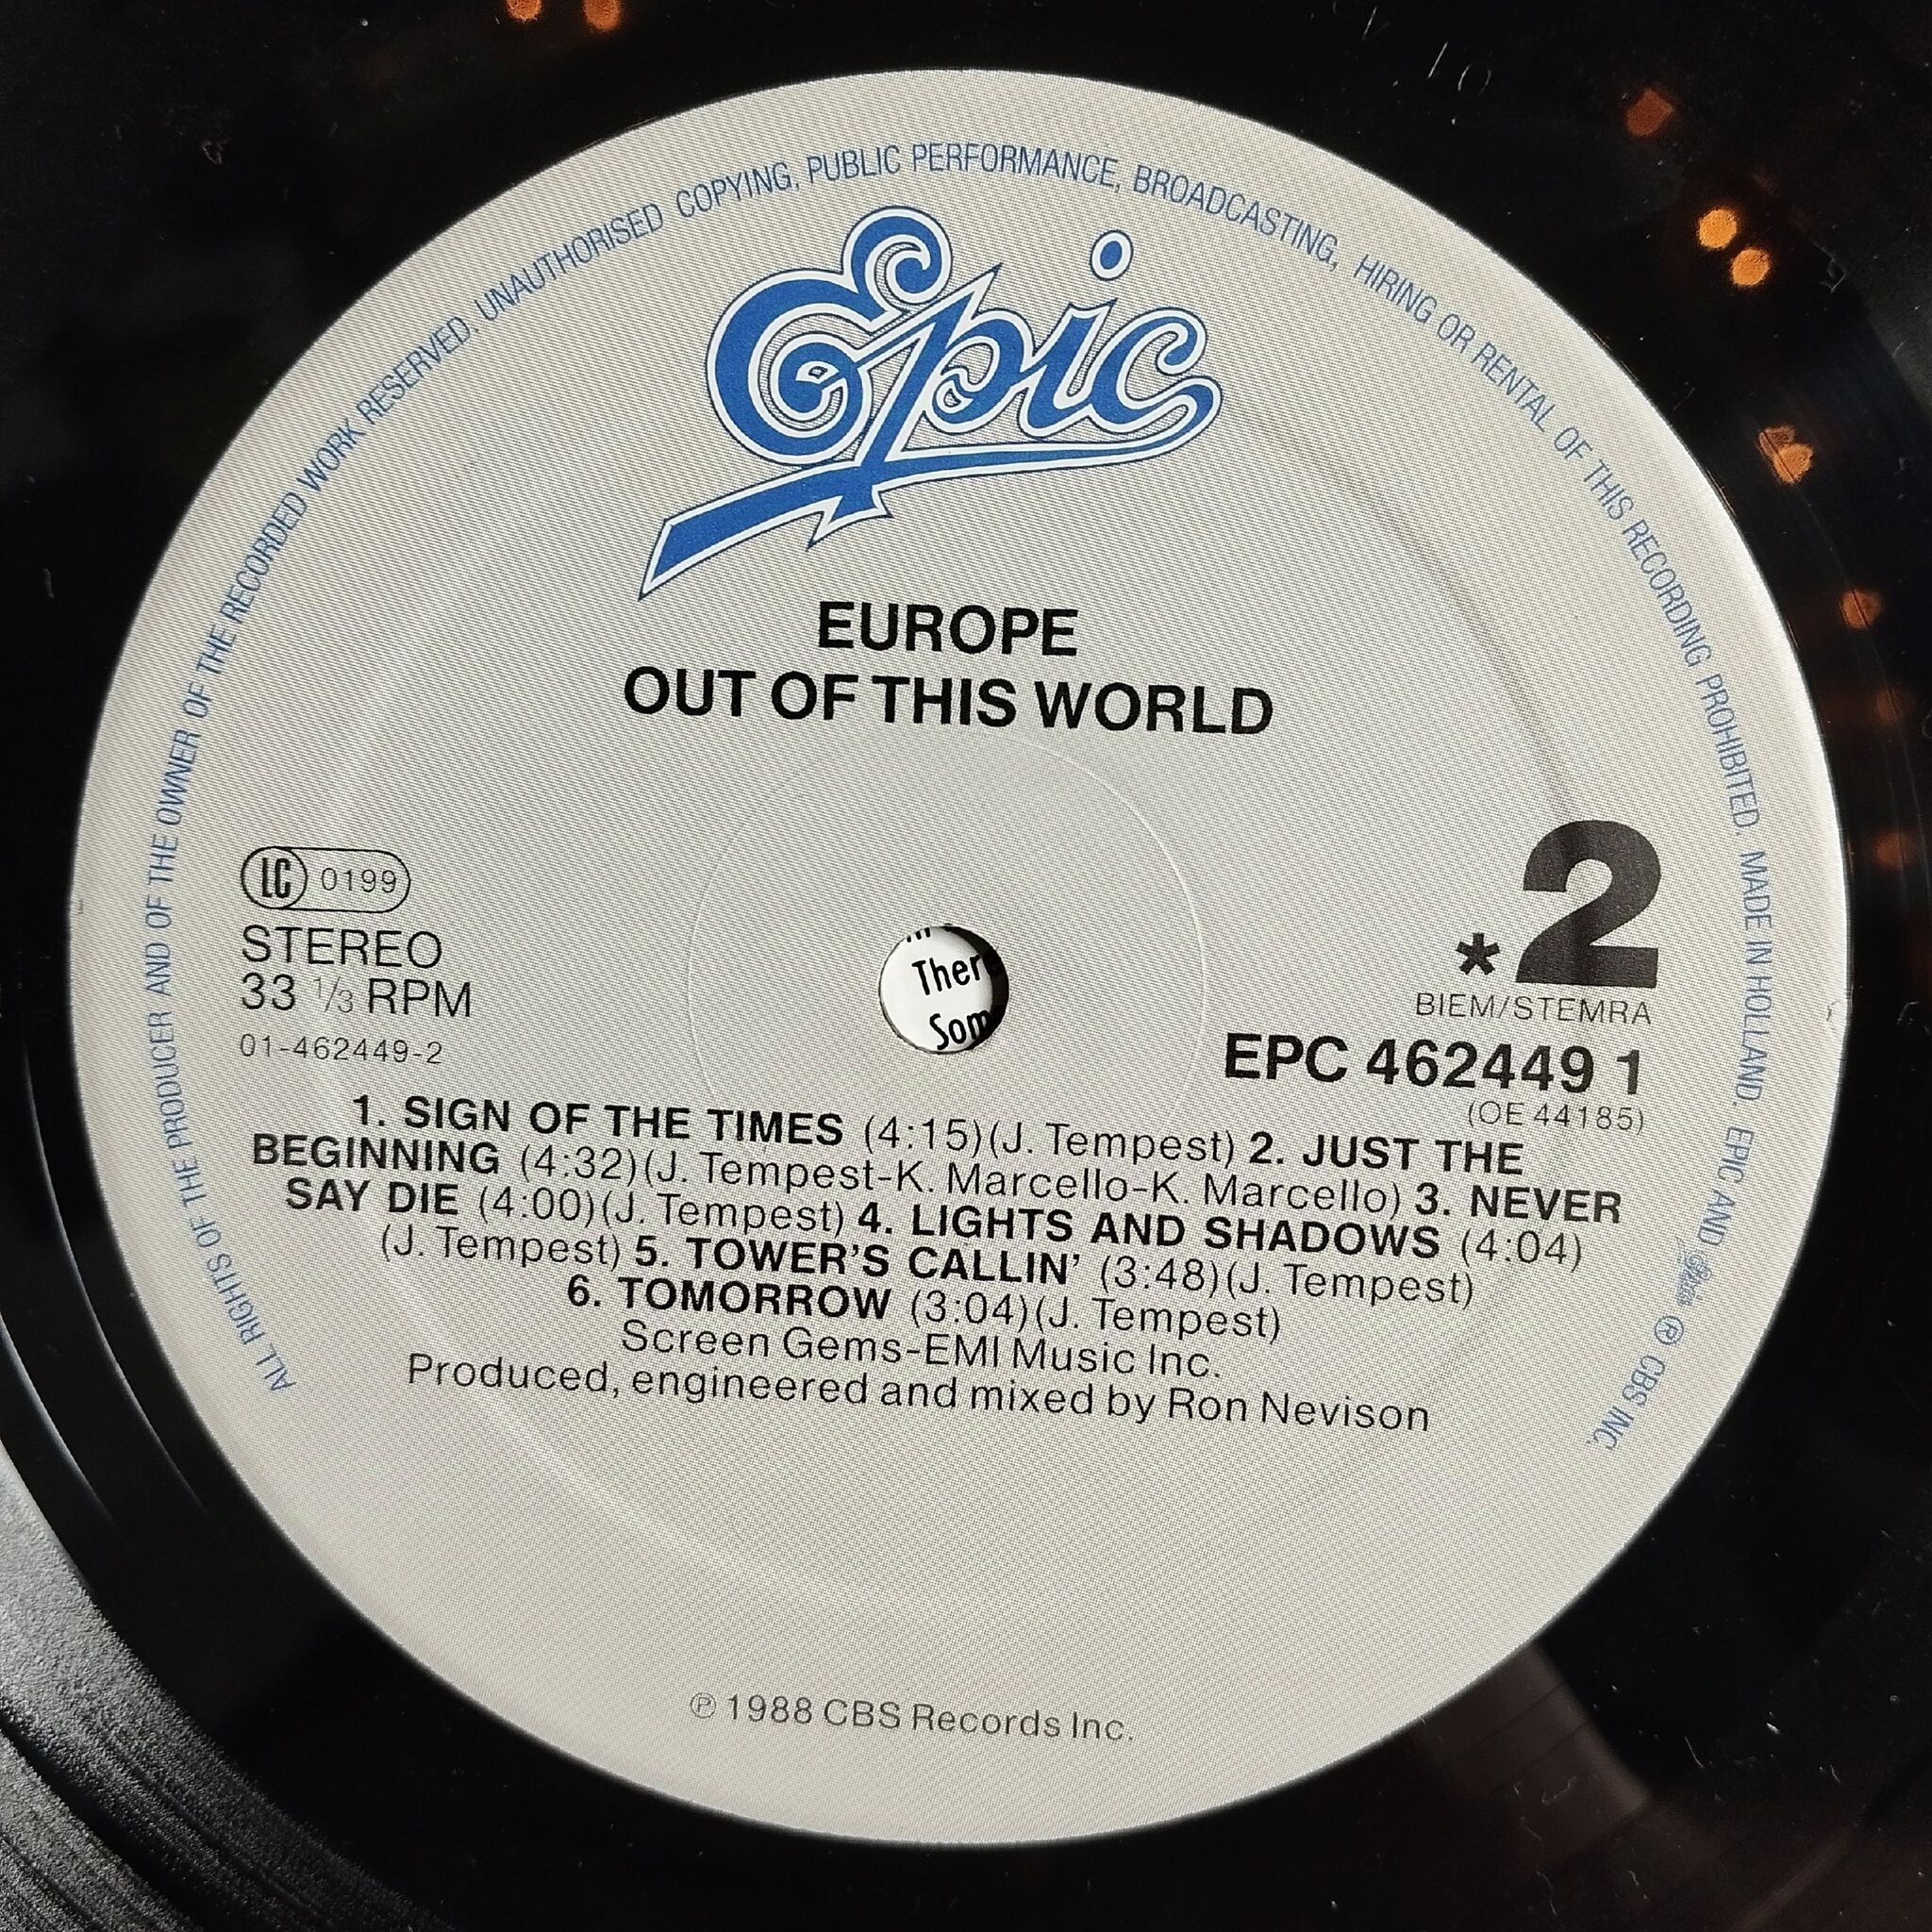 ALL RIGHTS OF THE PRODUCER AND OF THE OWNER OF THE RECORDED WORK RESERVED. UNAUTHORISED COPYING, PUBLIC PERFORMANCE, BROADCASTING, HIRING OR RENTAL OF THIS RECORDING PROHIBITED. MADE IN HOLLAND. EPIC AND Epic ℗ CBS INC.
Epic
EUROPE
OUT OF THIS WORLD
LC 0199
STEREO
33 1/3 RPM
01-462449-2
*2
BIEM/STEMRA
EPC 462449 1
(OE 44185)
Ther
Som
1. SIGN OF THE TIMES (4:15)(J. Tempest) 2. JUST THE
BEGINNING (4:32)(J. Tempest-K. Marcello-K. Marcello) 3. NEVER
SAY DIE (4:00)(J. Tempest) 4. LIGHTS AND SHADOWS (4:04)
(J. Tempest) 5. TOWER'S CALLIN' (3:48)(J. Tempest)
6. TOMORROW (3:04)(J. Tempest)
Screen Gems-EMI Music Inc.
Produced, engineered and mixed by Ron Nevison
℗ 1988 CBS Records Inc.